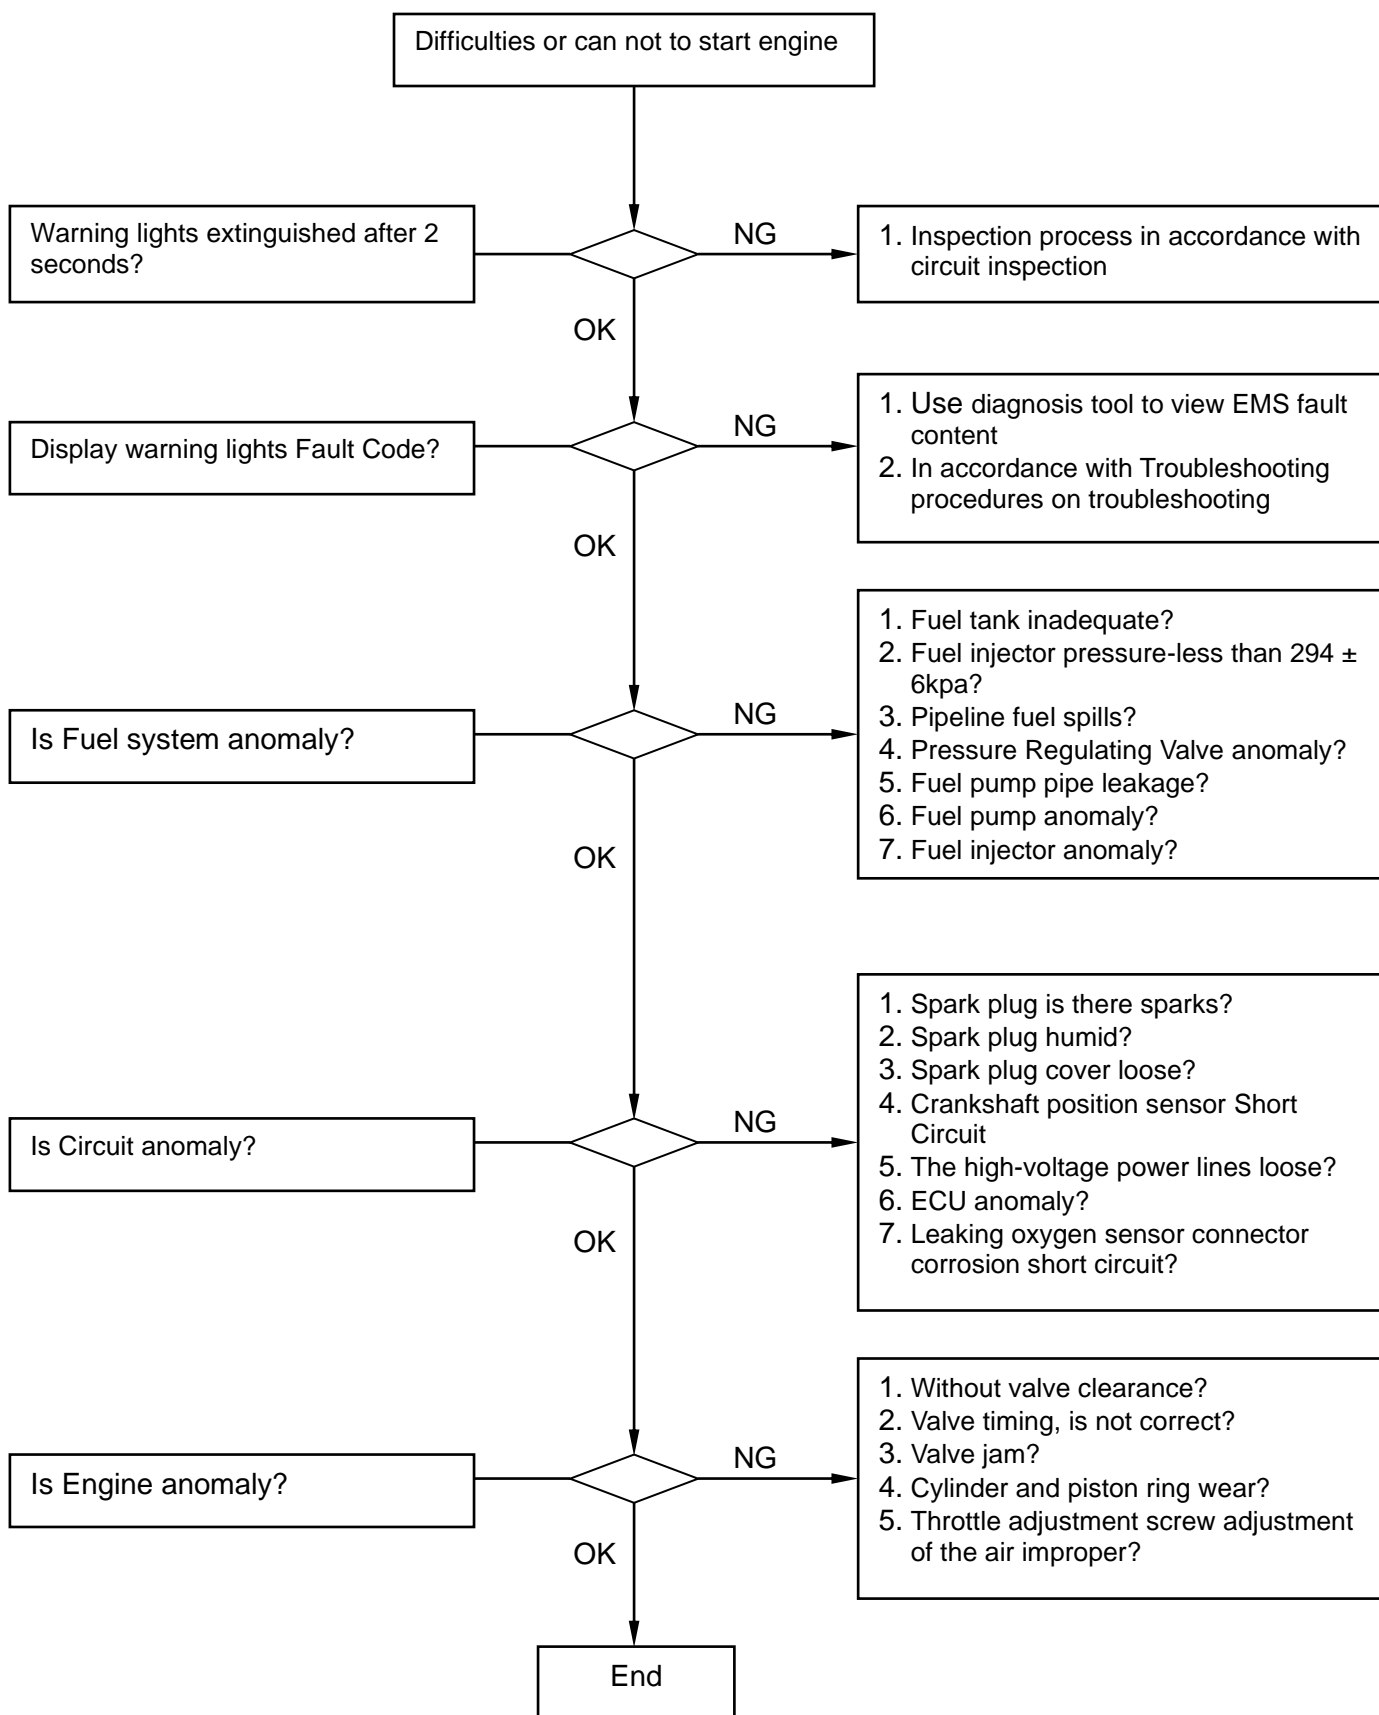 Difficulties or can not to start engine
Warning lights extinguished after 2
seconds?
NG
1. Inspection process in accordance with
circuit inspection
OK
Display warning lights Fault Code?
NG
1. Use diagnosis tool to view EMS fault
content
2. In accordance with Troubleshooting
procedures on troubleshooting
OK
Is Fuel system anomaly?
NG
1. Fuel tank inadequate?
2. Fuel injector pressure-less than 294 ±
6kpa?
3. Pipeline fuel spills?
4. Pressure Regulating Valve anomaly?
5. Fuel pump pipe leakage?
6. Fuel pump anomaly?
7. Fuel injector anomaly?
OK
Is Circuit anomaly?
NG
1. Spark plug is there sparks?
2. Spark plug humid?
3. Spark plug cover loose?
4. Crankshaft position sensor Short
Circuit
5. The high-voltage power lines loose?
6. ECU anomaly?
7. Leaking oxygen sensor connector
corrosion short circuit?
OK
Is Engine anomaly?
NG
1. Without valve clearance?
2. Valve timing, is not correct?
3. Valve jam?
4. Cylinder and piston ring wear?
5. Throttle adjustment screw adjustment
of the air improper?
OK
End